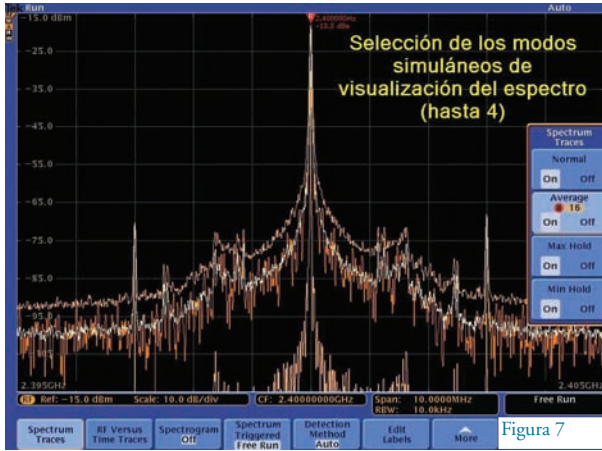 Tek Run
Auto
-15.0 dBm
2.40000GHz
-25.0
-35.0
-45.0
-55.0
-65.0
-75.0
-85.0
-95.0
Selección de los modos
simuláneos de
visualización del espectro
(hasta 4)
Spectrum
Traces
Normal
On Off
Average
16
On Off
Max Hold
On Off
Min Hold
On Off
2.395GHz
2.405GHz
RF Ref: -15.0 dBm Scale: 10.0 dB/div
CF: 2.40000000GHz
Span: 10.0000MHz
RBW: 10.0kHz
Free Run
Spectrum
Traces
RF Versus
Time Traces
Spectrogram
Off
Spectrum
Triggered
Free Run
Detection
Method
Auto
Edit
Labels
More
Figura 7